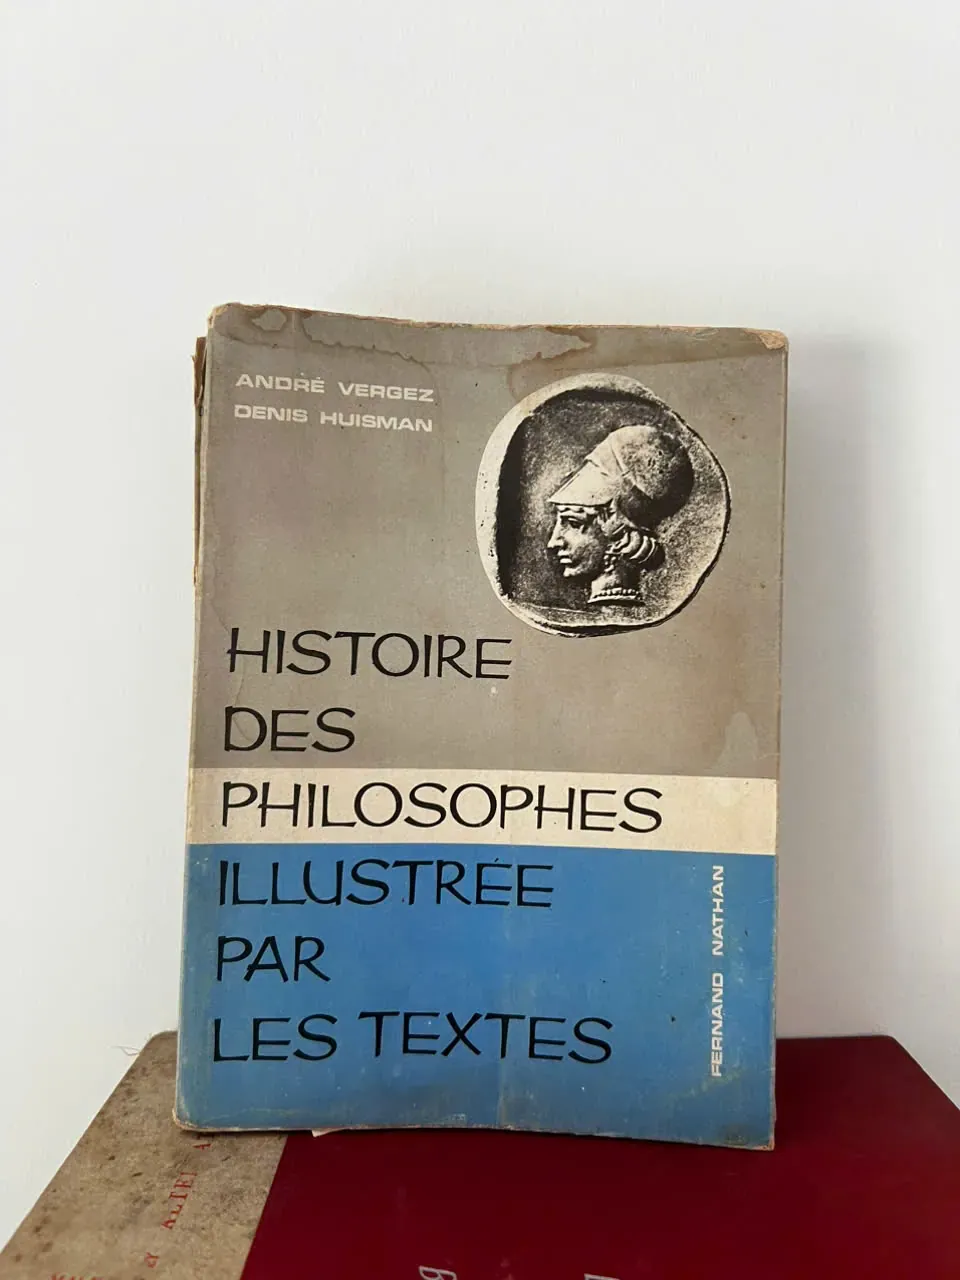 ANDRÉ VERGEZ
DENIS HUISMAN
HISTOIRE
DES
PHILOSOPHES
ILLUSTRÉE
PAR
LES TEXTES
FERNAND NATHAN